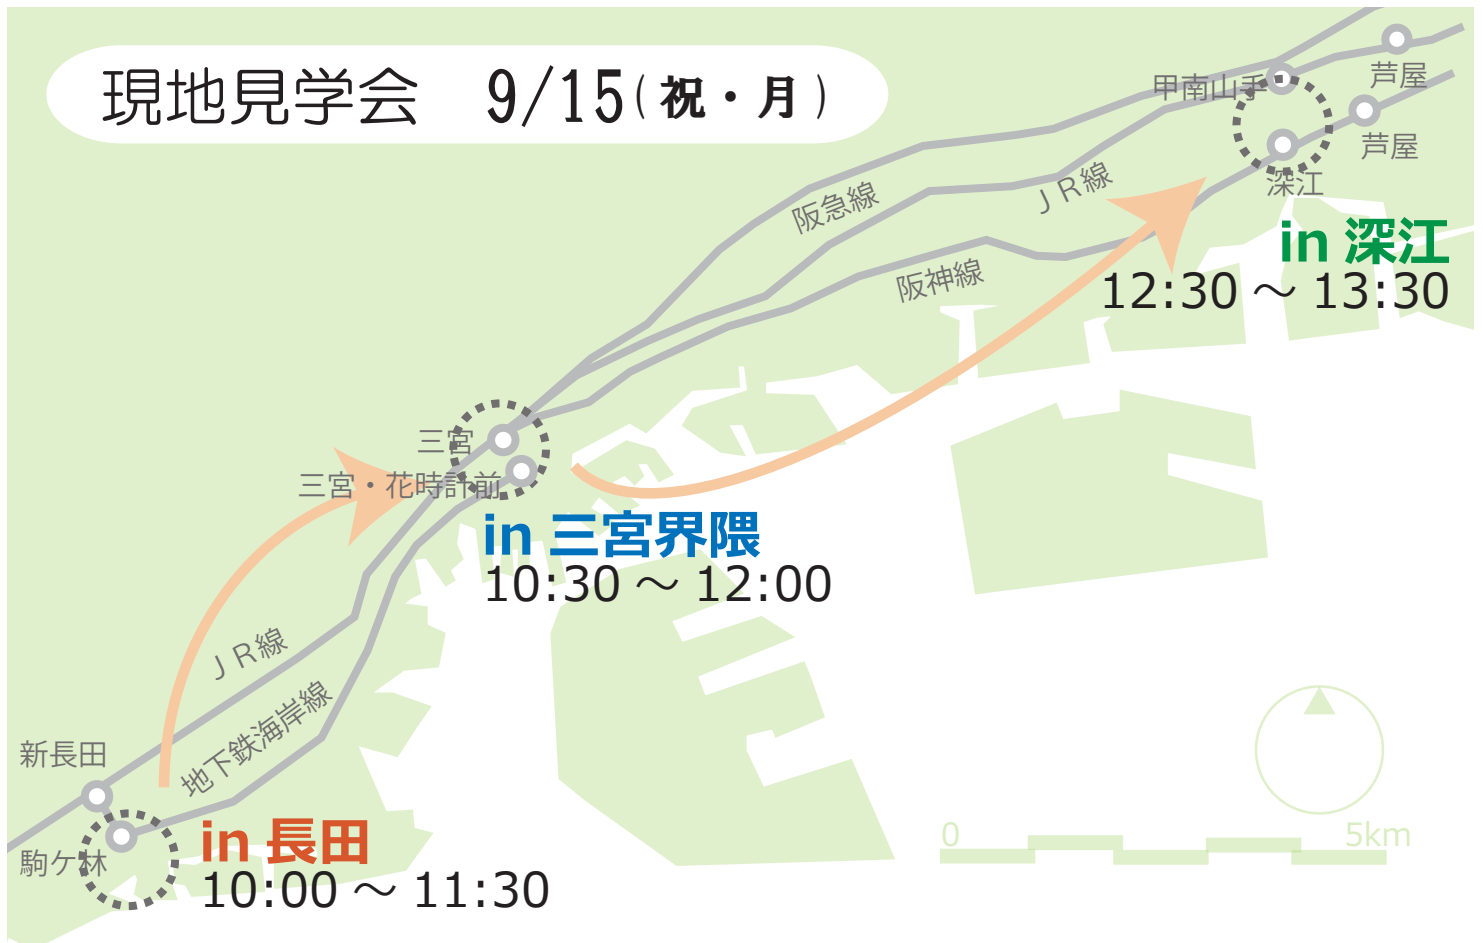 現地見学会 9/15(祝・月)
芦屋
甲南山手
芦屋
深江
阪急線
ＪＲ線
阪神線
in 深江
12:30 ～ 13:30
三宮
三宮・花時計前
in 三宮界隈
10:30 ～ 12:00
ＪＲ線
地下鉄海岸線
新長田
駒ケ林
in 長田
10:00 ～ 11:30
0
5km